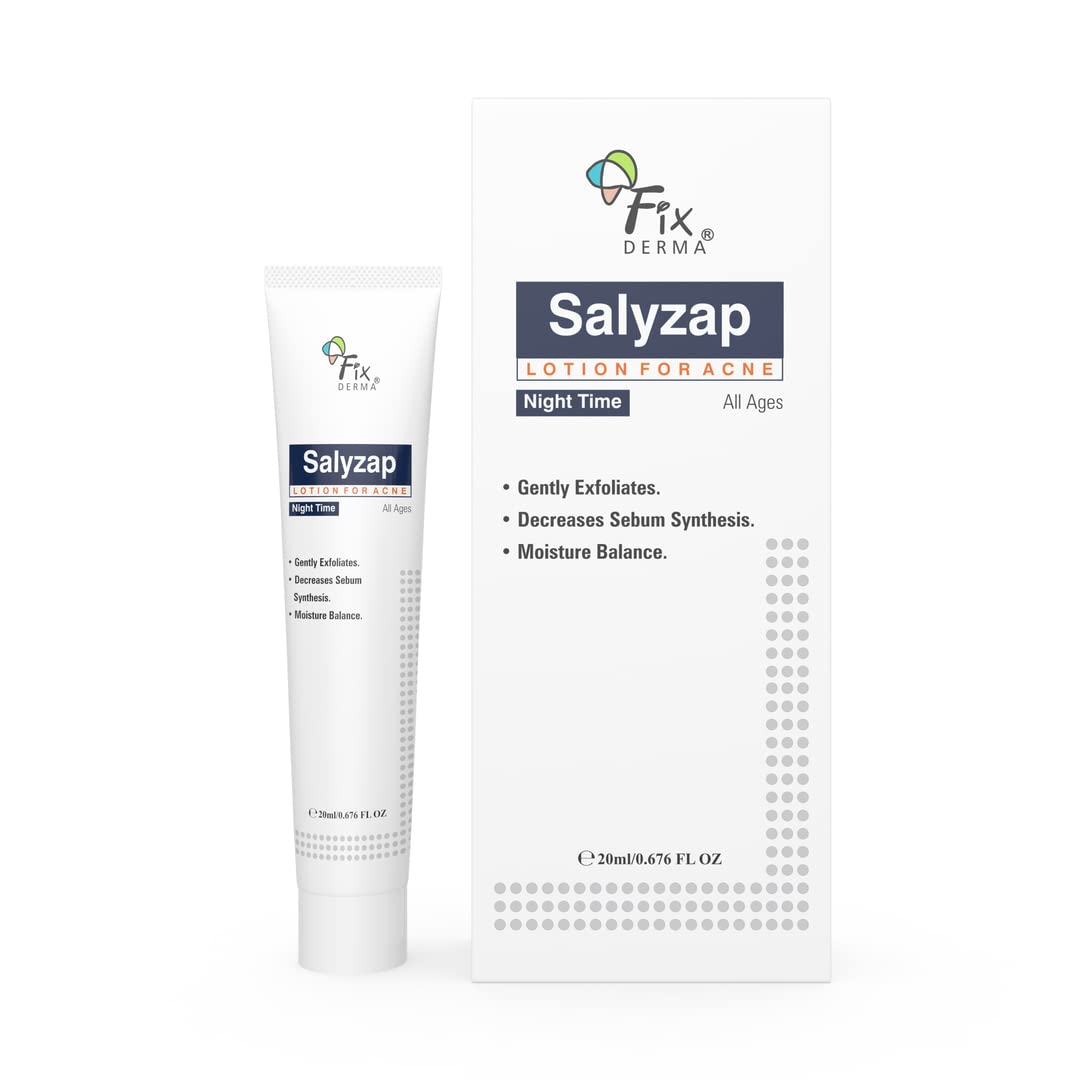 Fix
DERMA®
Salyzap
LOTION FOR ACNE
Night Time
All Ages
• Gently Exfoliates.
• Decreases Sebum
Synthesis.
• Moisture Balance.
℮20ml/0.676 FL OZ
Fix
DERMA®
Salyzap
LOTION FOR ACNE
Night Time
All Ages
• Gently Exfoliates.
• Decreases Sebum Synthesis.
• Moisture Balance.
℮20ml/0.676 FL OZ